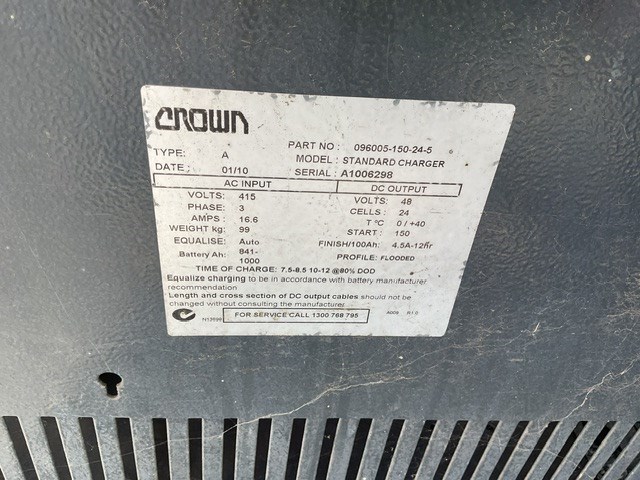 CROWN
PART NO : 096005-150-24-5
TYPE: A MODEL : STANDARD CHARGER
DATE : 01/10 SERIAL : A1006298
AC INPUT DC OUTPUT
VOLTS: 415 VOLTS: 48
PHASE: 3 CELLS: 24
AMPS : 16.6 T °C 0 / +40
WEIGHT kg: 99 START : 150
EQUALISE: Auto FINISH/100Ah: 4.5A-12hr
Battery Ah: 841-1000 PROFILE: FLOODED
TIME OF CHARGE: 7.5-8.5 10-12 @80% DOD
Equalize charging to be in accordance with battery manufacturer
recommendation
Length and cross section of DC output cables should not be
changed without consulting the manufacturer.
N13599 FOR SERVICE CALL 1300 768 795